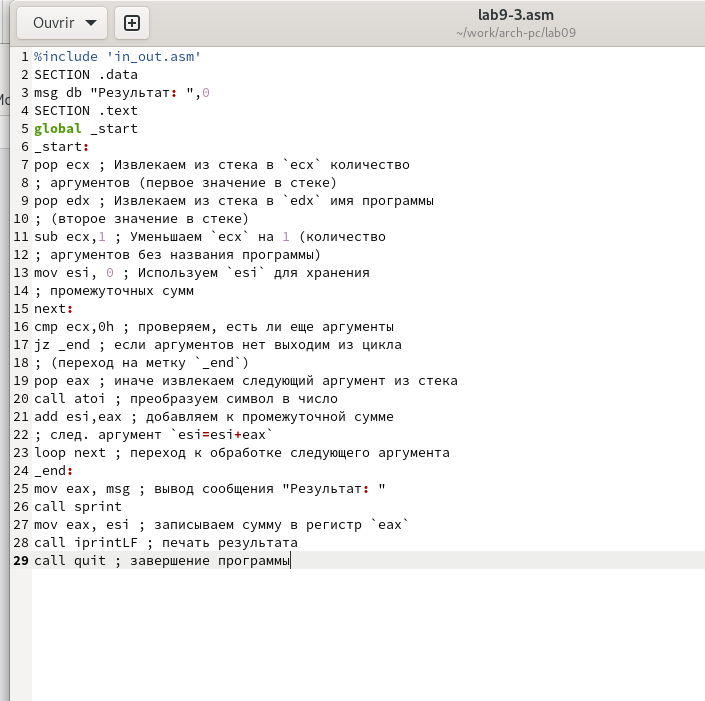 Ouvrir
lab9-3.asm
~/work/arch-pc/lab09
1 %include 'in_out.asm'
2 SECTION .data
3 msg db "Результат: ",0
4 SECTION .text
5 global _start
6 _start:
7 pop ecx ; Извлекаем из стека в `ecx` количество
8 ; аргументов (первое значение в стеке)
9 pop edx ; Извлекаем из стека в `edx` имя программы
10 ; (второе значение в стеке)
11 sub ecx,1 ; Уменьшаем `ecx` на 1 (количество
12 ; аргументов без названия программы)
13 mov esi, 0 ; Используем `esi` для хранения
14 ; промежуточных сумм
15 next:
16 cmp ecx,0h ; проверяем, есть ли еще аргументы
17 jz _end ; если аргументов нет выходим из цикла
18 ; (переход на метку `_end`)
19 pop eax ; иначе извлекаем следующий аргумент из стека
20 call atoi ; преобразуем символ в число
21 add esi,eax ; добавляем к промежуточной сумме
22 ; след. аргумент `esi=esi+eax`
23 loop next ; переход к обработке следующего аргумента
24 _end:
25 mov eax, msg ; вывод сообщения "Результат: "
26 call sprint
27 mov eax, esi ; записываем сумму в регистр `eax`
28 call iprintLF ; печать результата
29 call quit ; завершение программы